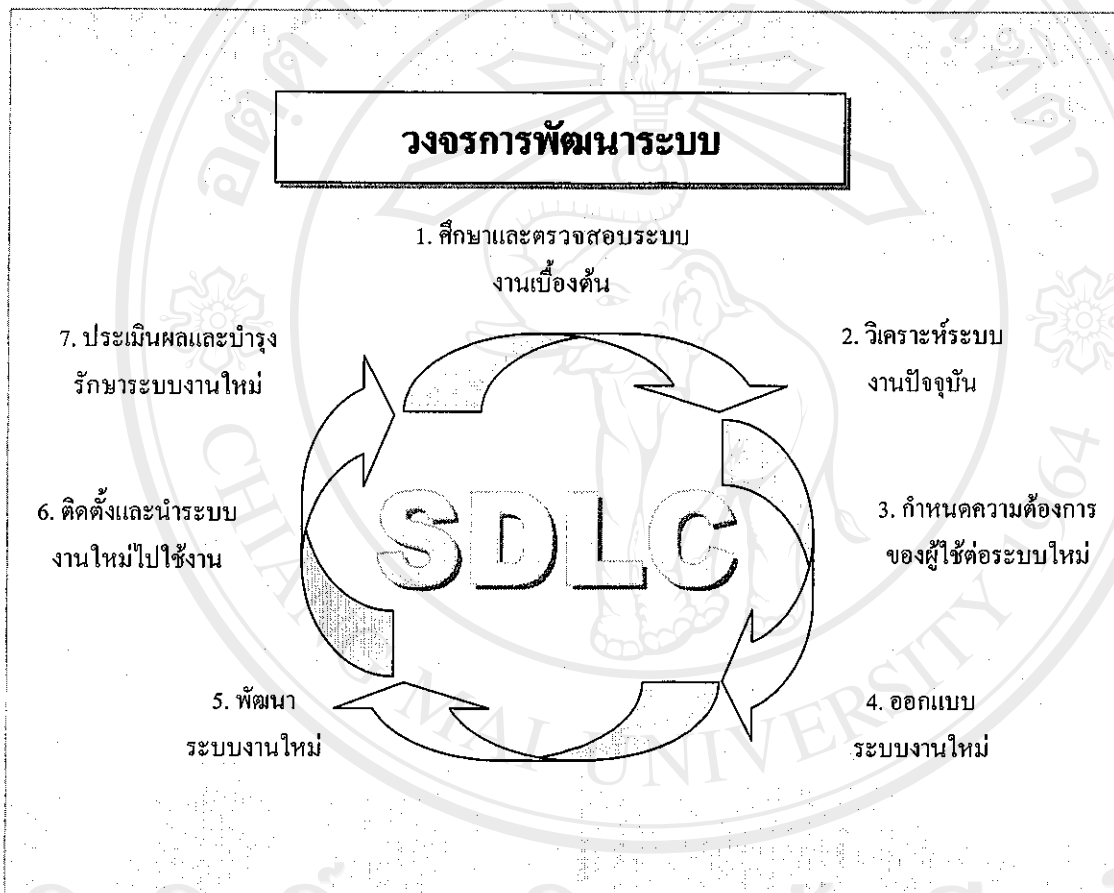 วงจรการพัฒนาระบบ
1. ศึกษาและตรวจสอบระบบ
งานเบื้องต้น
2. วิเคราะห์ระบบ
งานปัจจุบัน
3. กำหนดความต้องการ
ของผู้ใช้ต่อระบบใหม่
4. ออกแบบ
ระบบงานใหม่
5. พัฒนา
ระบบงานใหม่
6. ติดตั้งและนำระบบ
งานใหม่ไปใช้งาน
7. ประเมินผลและบำรุง
รักษาระบบงานใหม่
SDLC
CHIANG MAI UNIVERSITY 1964